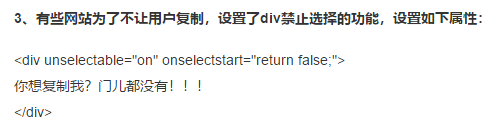 3、有些网站为了不让用户复制，设置了div禁止选择的功能，设置如下属性：
<div unselectable="on" onselectstart="return false;">
你想复制我？门儿都没有！！！
</div>